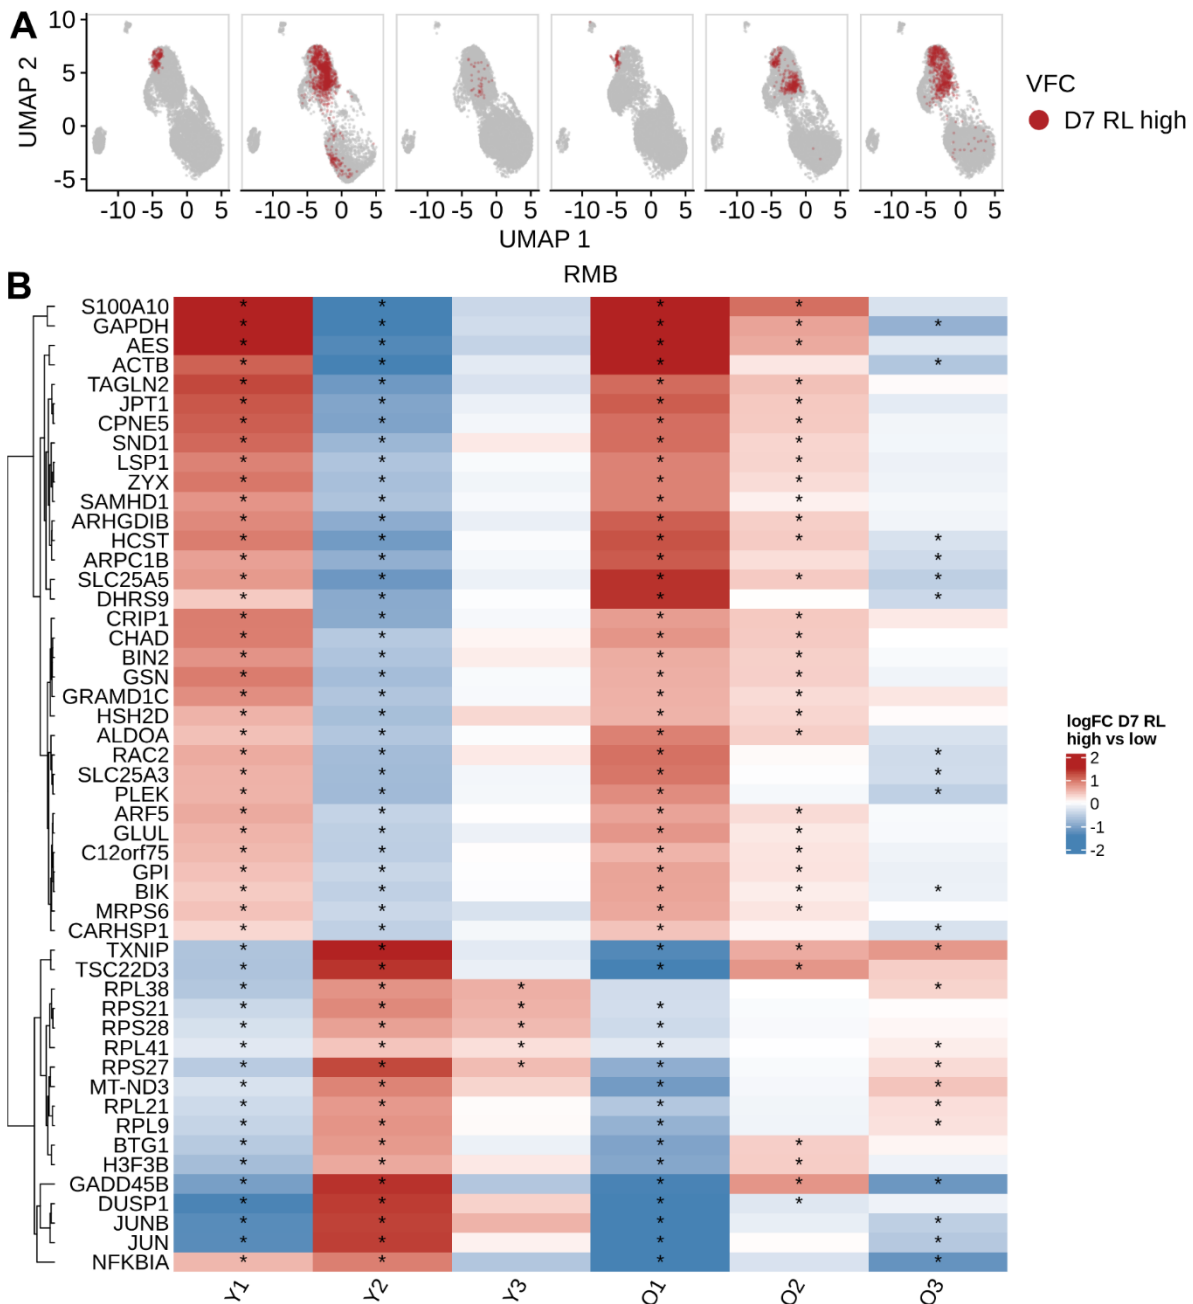 A
UMAP 2
10
5
0
-5
-10 -5 0 5 -10 -5 0 5 -10 -5 0 5 -10 -5 0 5 -10 -5 0 5 -10 -5 0 5
UMAP 1
VFC
D7 RL high
B
RMB
S100A10 * * * *
GAPDH * * * * *
AES * * * *
ACTB * * * *
TAGLN2 * * * *
JPT1 * * * *
CPNE5 * * * *
SND1 * * * *
LSP1 * * * *
ZYX * * * *
SAMHD1 * * * *
ARHGDIB * * * *
HCST * * * * *
ARPC1B * * * *
SLC25A5 * * * * *
DHRS9 * * * *
CRIP1 * * * *
CHAD * * * *
BIN2 * * * *
GSN * * * *
GRAMD1C * * * *
HSH2D * * * *
ALDOA * * * *
RAC2 * * * *
SLC25A3 * * * *
PLEK * * * *
ARF5 * * * *
GLUL * * * *
C12orf75 * * * *
GPI * * * *
BIK * * * * *
MRPS6 * * * *
CARHSP1 * * * *
TXNIP * * * * *
TSC22D3 * * * *
RPL38 * * * *
RPS21 * * * *
RPS28 * * * *
RPL41 * * * * *
RPS27 * * * * *
MT-ND3 * * * *
RPL21 * * * *
RPL9 * * * *
BTG1 * * * *
H3F3B * * * *
GADD45B * * * * *
DUSP1 * * * *
JUNB * * * *
JUN * * * *
NFKBIA * * * *
Y1 Y2 Y3 O1 O2 O3
logFC D7 RL
high vs low
2
1
0
-1
-2